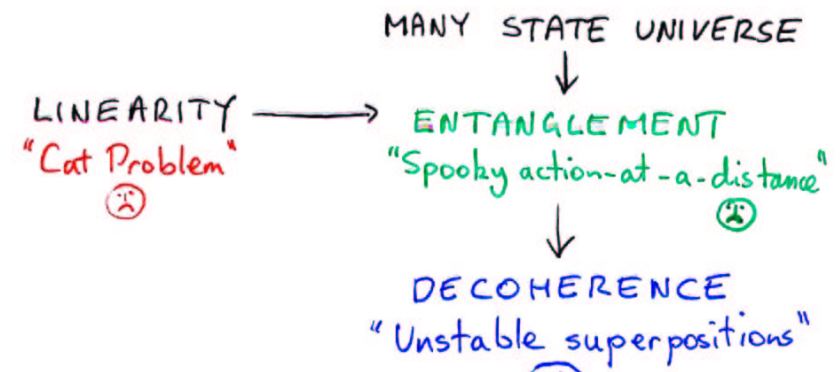 MANY STATE UNIVERSE
LINEARITY
"Cat Problem"
ENTANGLEMENT
"Spooky action-at-a-distance"
DECOHERENCE
"Unstable superpositions"